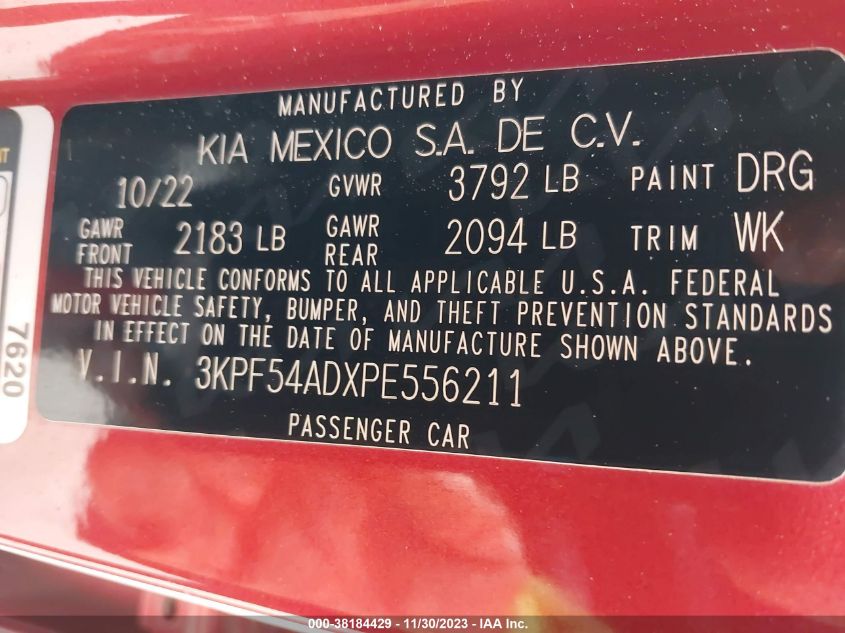 MANUFACTURED BY
KIA MEXICO S.A. DE C.V.
10/22 GVWR 3792 LB PAINT DRG
GAWR FRONT 2183 LB GAWR REAR 2094 LB TRIM WK
THIS VEHICLE CONFORMS TO ALL APPLICABLE U.S.A. FEDERAL
MOTOR VEHICLE SAFETY, BUMPER, AND THEFT PREVENTION STANDARDS
IN EFFECT ON THE DATE OF MANUFACTURE SHOWN ABOVE.
V.I.N. 3KPF54ADXPE556211
PASSENGER CAR
7620
000-38184429 - 11/30/2023 - IAA Inc.